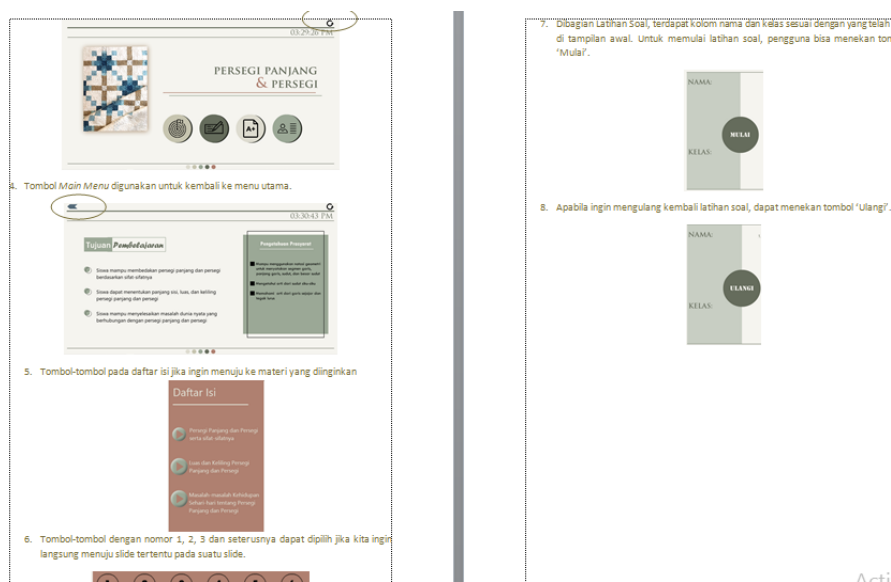 03:29:26 PM
PERSEGI PANJANG
& PERSEGI
A+
4. Tombol Main Menu digunakan untuk kembali ke menu utama.
03:30:43 PM
Tujuan Pembelajaran
Pengetahuan Prasyarat
Siswa mampu membedakan persegi panjang dan persegi
berdasarkan sifat-sifatnya
Siswa dapat menentukan panjang sisi, luas, dan keliling
persegi panjang dan persegi
Siswa mampu menyelesaikan masalah dunia nyata yang
berhubungan dengan persegi panjang dan persegi
5. Tombol-tombol pada daftar isi jika ingin menuju ke materi yang diinginkan
Daftar Isi
Persegi Panjang dan Persegi
serta sifat-sifatnya
Luas dan Keliling Persegi
Panjang dan Persegi
Masalah-masalah Kehidupan
Sehari-hari tentang Persegi
Panjang dan Persegi
6. Tombol-tombol dengan nomor 1, 2, 3 dan seterusnya dapat dipilih jika kita ingin
langsung menuju slide tertentu pada suatu slide.
7. Dibagian Latihan Soal, terdapat kolom nama dan kelas sesuai dengan yang telah
di tampilan awal. Untuk memulai latihan soal, pengguna bisa menekan
'Mulai'.
NAMA:
MULAI
KELAS:
8. Apabila ingin mengulang kembali latihan soal, dapat menekan tombol 'Ulangi'.
NAMA:
ULANGI
KELAS: